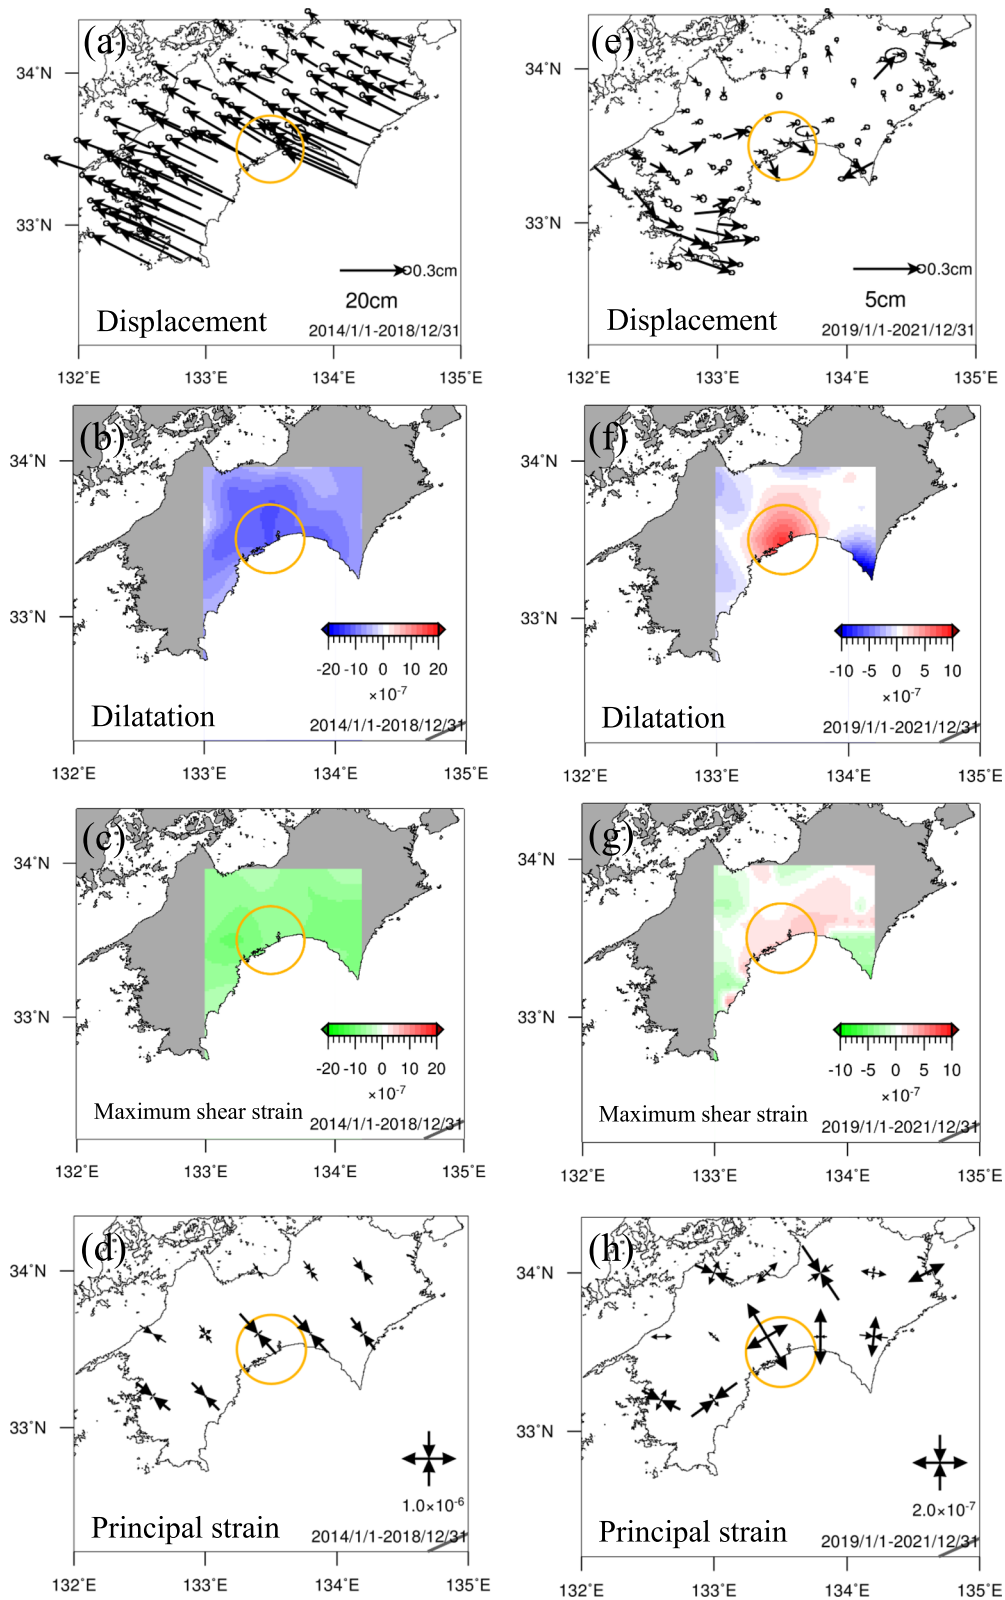 (a)
34°N
33°N
0.3cm
20cm
Displacement
2014/1/1-2018/12/31
132°E 133°E 134°E 135°E
(e)
34°N
33°N
0.3cm
5cm
Displacement
2019/1/1-2021/12/31
132°E 133°E 134°E 135°E
(b)
34°N
33°N
-20 -10 0 10 20
×10-7
Dilatation
2014/1/1-2018/12/31
132°E 133°E 134°E 135°E
(f)
34°N
33°N
-10 -5 0 5 10
×10-7
Dilatation
2019/1/1-2021/12/31
132°E 133°E 134°E 135°E
(c)
34°N
33°N
-20 -10 0 10 20
×10-7
Maximum shear strain
2014/1/1-2018/12/31
132°E 133°E 134°E 135°E
(g)
34°N
33°N
-10 -5 0 5 10
×10-7
Maximum shear strain
2019/1/1-2021/12/31
132°E 133°E 134°E 135°E
(d)
34°N
33°N
1.0×10-6
Principal strain
2014/1/1-2018/12/31
132°E 133°E 134°E 135°E
(h)
34°N
33°N
2.0×10-7
Principal strain
2019/1/1-2021/12/31
132°E 133°E 134°E 135°E